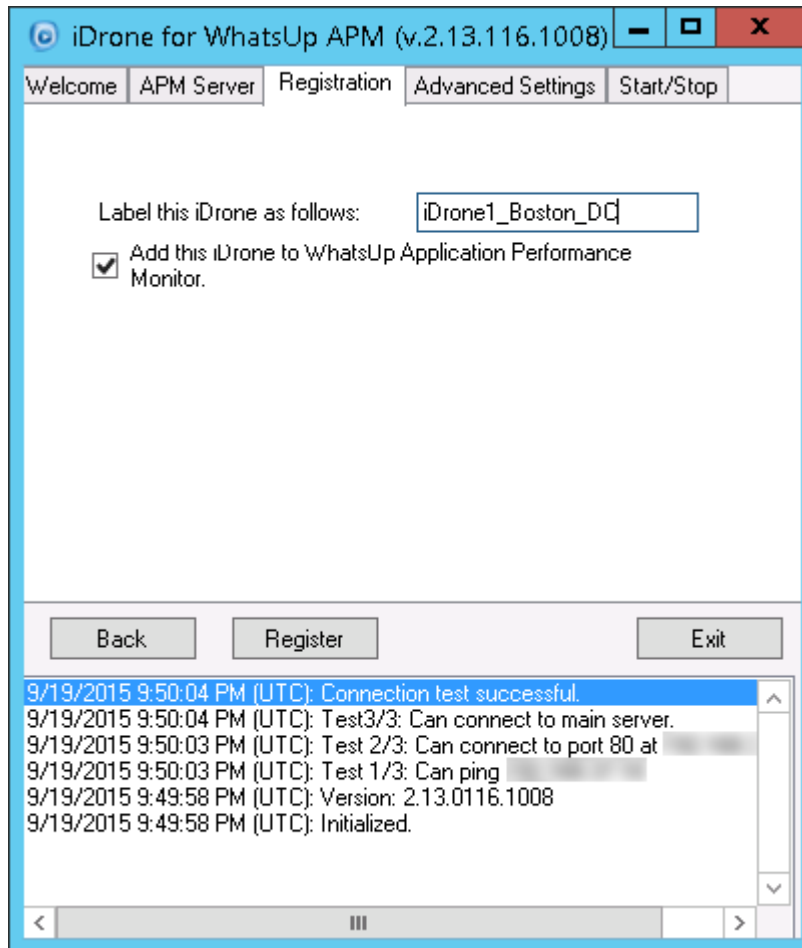 iDrone for WhatsUp APM (v.2.13.116.1008)
Welcome APM Server Registration Advanced Settings Start/Stop
Label this iDrone as follows: iDrone1_Boston_DC
Add this iDrone to WhatsUp Application Performance
Monitor.
Back Register Exit
9/19/2015 9:50:04 PM (UTC): Connection test successful.
9/19/2015 9:50:04 PM (UTC): Test3/3: Can connect to main server.
9/19/2015 9:50:03 PM (UTC): Test 2/3: Can connect to port 80 at
9/19/2015 9:50:03 PM (UTC): Test 1/3: Can ping
9/19/2015 9:49:58 PM (UTC): Version: 2.13.0116.1008
9/19/2015 9:49:58 PM (UTC): Initialized.